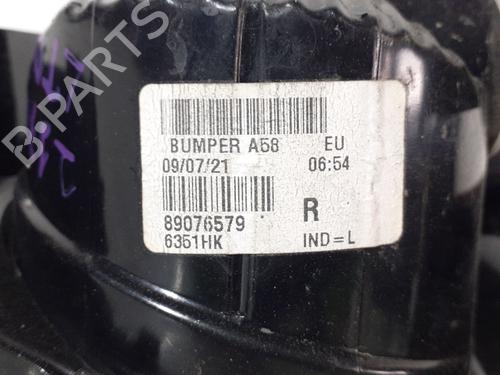 B-PARTS
BUMPER A58 EU
09/07/21 06:54
89076579 R
6351HK IND=L